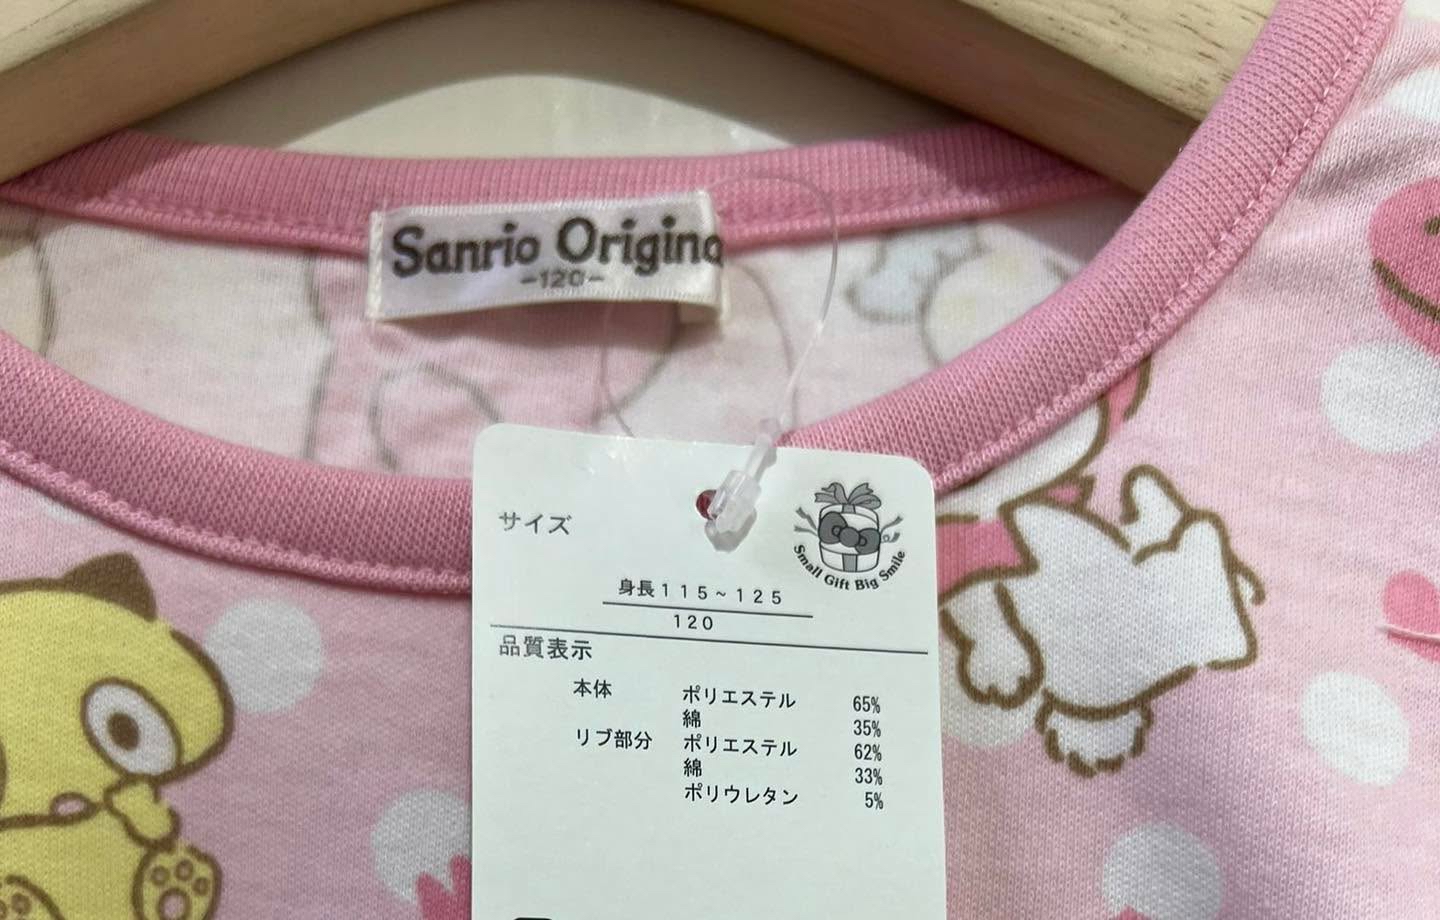 Sanrio Origina
-120-
サイズ
Small Gift Big Smile
身長115~125
120
品質表示
本体 ポリエステル 65%
綿 35%
リブ部分 ポリエステル 62%
綿 33%
ポリウレタン 5%